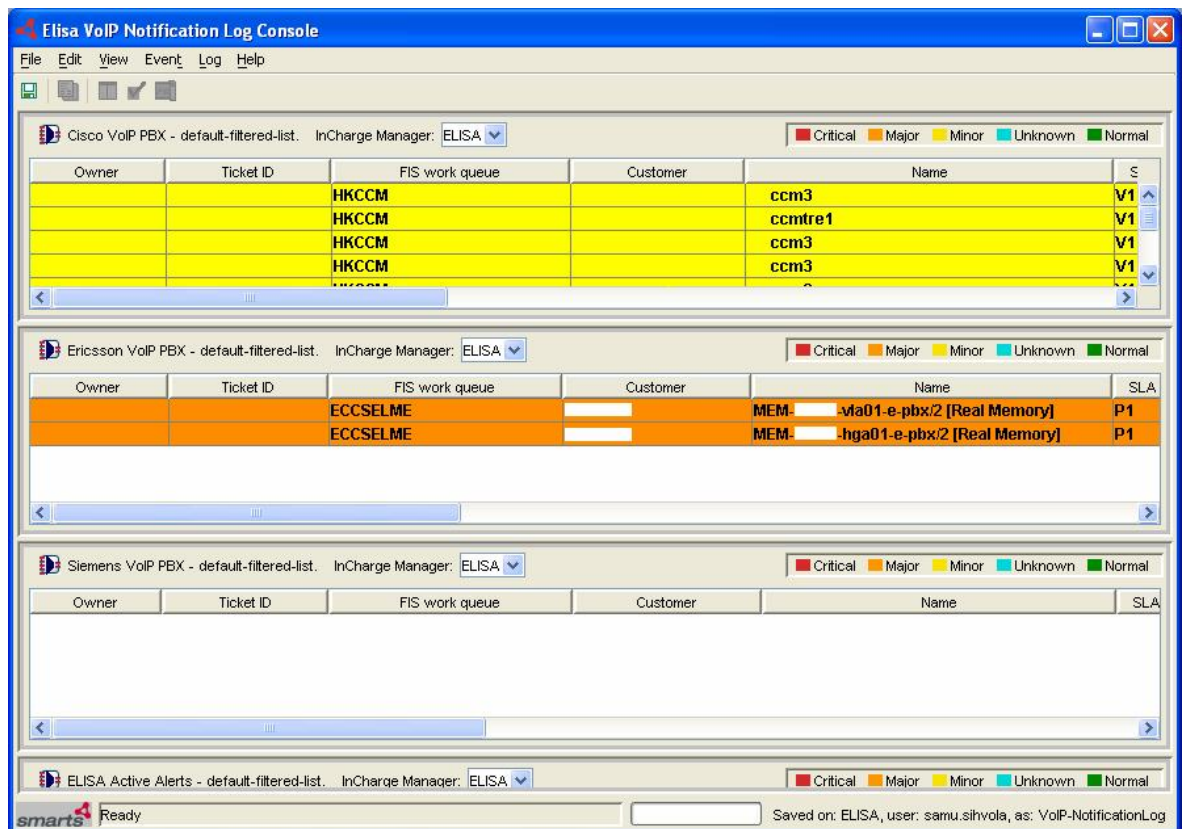 Elisa VoIP Notification Log Console
File Edit View Event Log Help
Cisco VoIP PBX - default-filtered-list. InCharge Manager: ELISA Critical Major Minor Unknown Normal
Owner Ticket ID FIS work queue Customer Name S
HKCCM ccm3 V1
HKCCM ccmtre1 V1
HKCCM ccm3 V1
HKCCM ccm3 V1
Ericsson VoIP PBX - default-filtered-list. InCharge Manager: ELISA Critical Major Minor Unknown Normal
Owner Ticket ID FIS work queue Customer Name SLA
ECCSELME MEM- -vla01-e-pbx/2 [Real Memory] P1
ECCSELME MEM- -hga01-e-pbx/2 [Real Memory] P1
Siemens VoIP PBX - default-filtered-list. InCharge Manager: ELISA Critical Major Minor Unknown Normal
Owner Ticket ID FIS work queue Customer Name SLA
ELISA Active Alerts - default-filtered-list. InCharge Manager: ELISA Critical Major Minor Unknown Normal
smarts Ready Saved on: ELISA, user: samu.sihvola, as: VoIP-NotificationLog